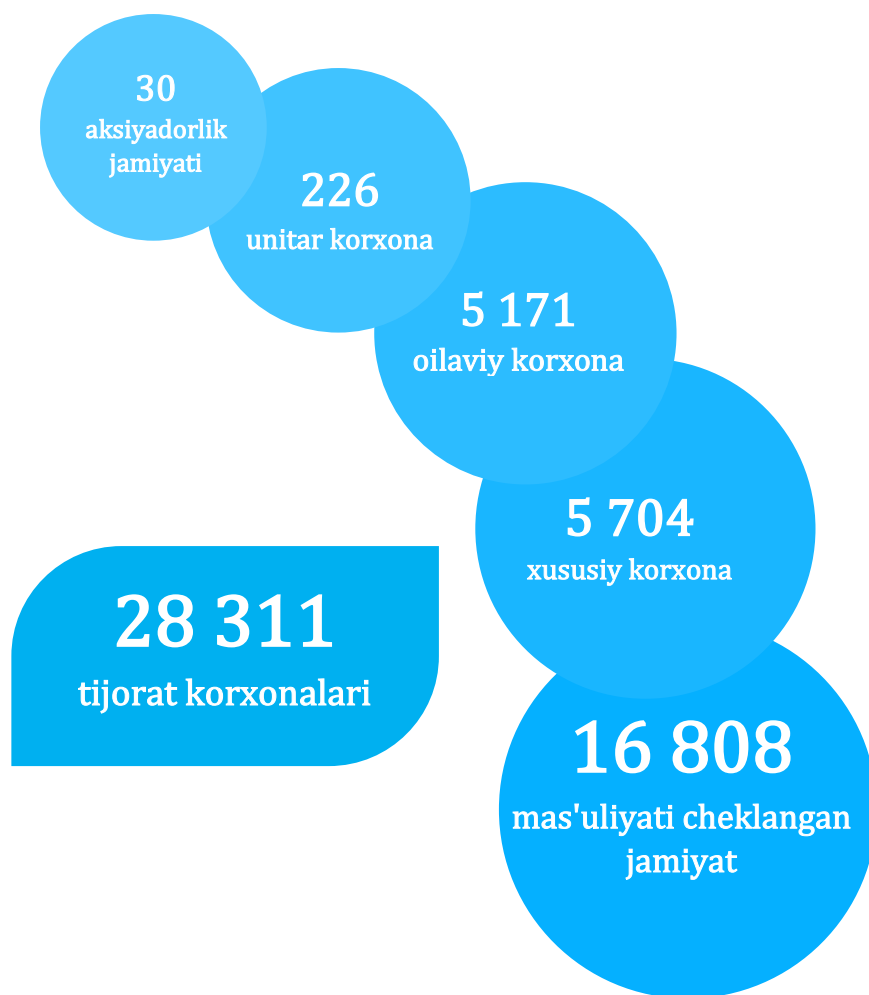 30
aksiyadorlik
jamiyati
226
unitar korxona
5 171
oilaviy korxona
5 704
xususiy korxona
28 311
tijorat korxonalari
16 808
mas'uliyati cheklangan
jamiyat